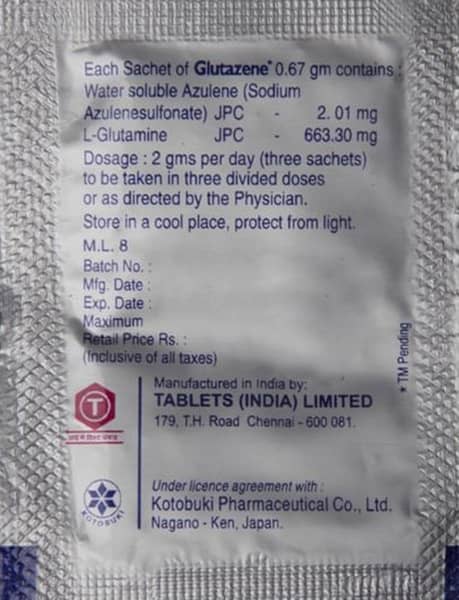 Each Sachet of Glutazene* 0.67 gm contains :
Water soluble Azulene (Sodium
Azulenesulfonate) JPC - 2. 01 mg
L-Glutamine JPC - 663.30 mg
Dosage : 2 gms per day (three sachets)
to be taken in three divided doses
or as directed by the Physician.
Store in a cool place, protect from light.
M.L. 8
Batch No. :
Mfg. Date :
Exp. Date :
Maximum
Retail Price Rs. :
(Inclusive of all taxes)
* TM Pending
T
Manufactured in India by:
TABLETS (INDIA) LIMITED
179, T.H. Road Chennai - 600 081.
KOTOBUKI
Under licence agreement with :
Kotobuki Pharmaceutical Co., Ltd.
Nagano - Ken, Japan.